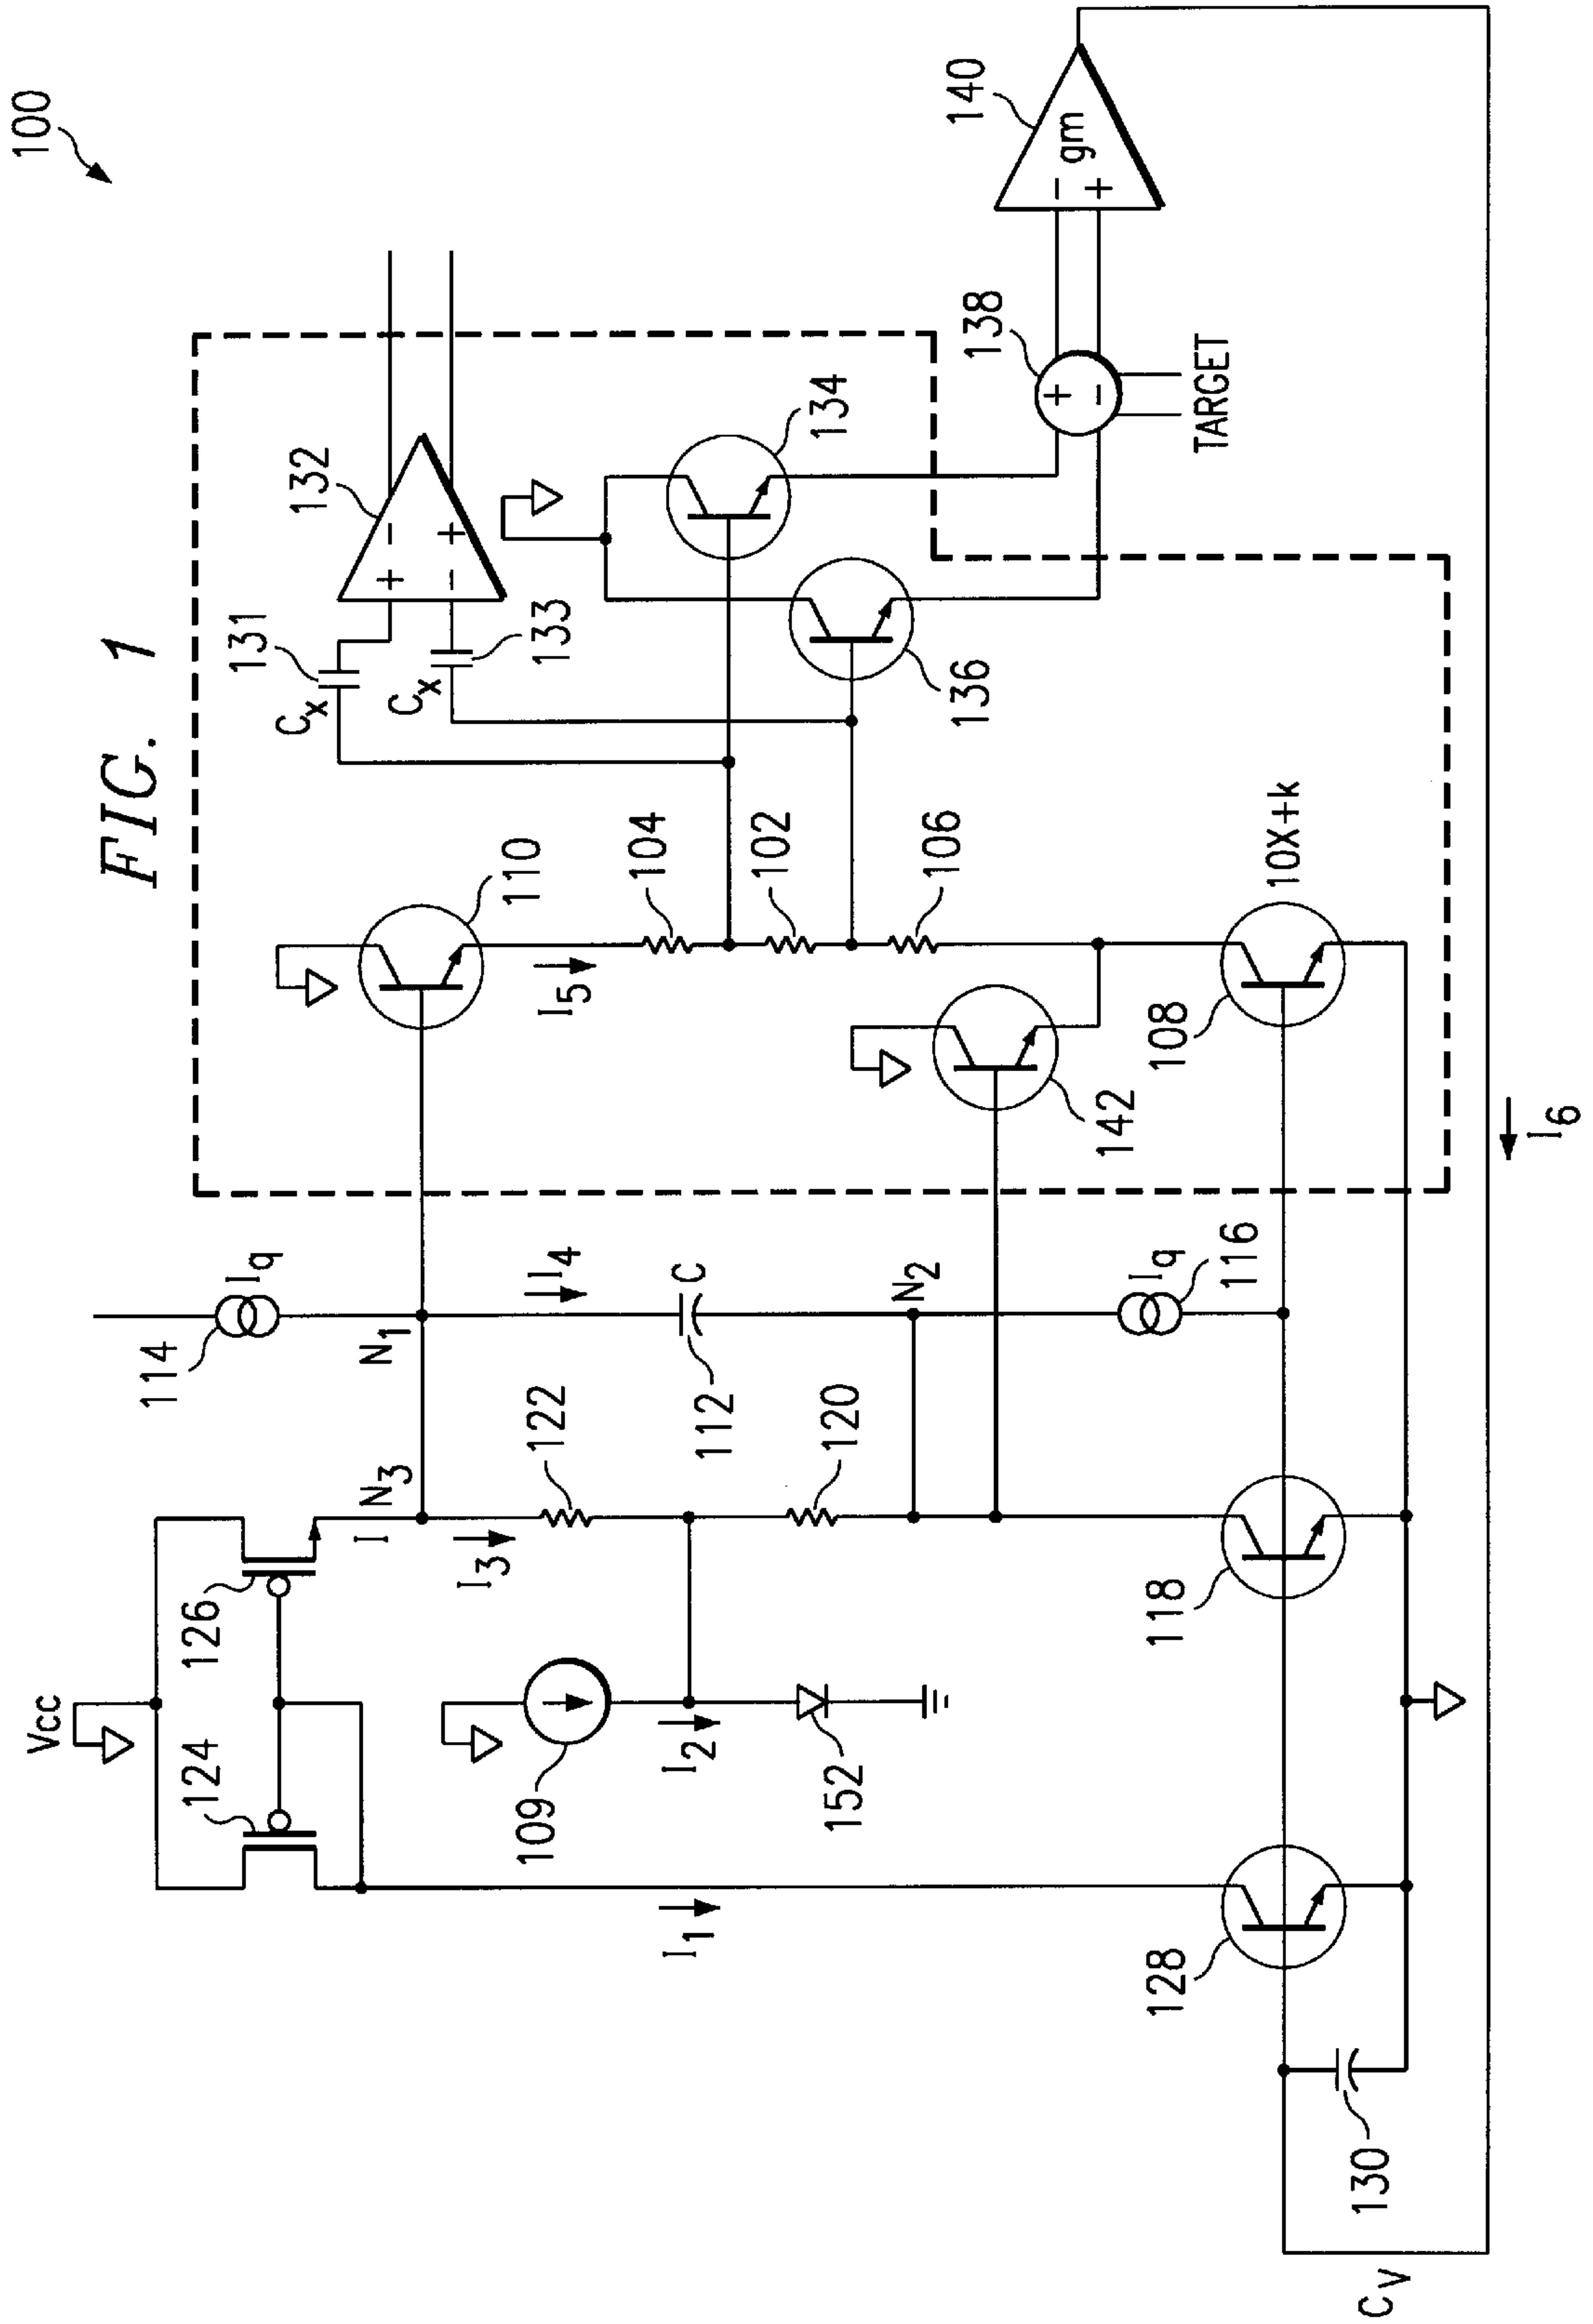 FIG. 1
100
Vcc
124
126
114
Iq
N1
N3
I
I3
122
I4
C
112
120
N2
Iq
116
109
I2
152
I1
128
118
130
CV
110
I5
104
102
106
142
108
10X+k
131
Cx
Cx
133
132
+ −
− +
134
136
138
+
−
TARGET
140
gm
−
+
I6